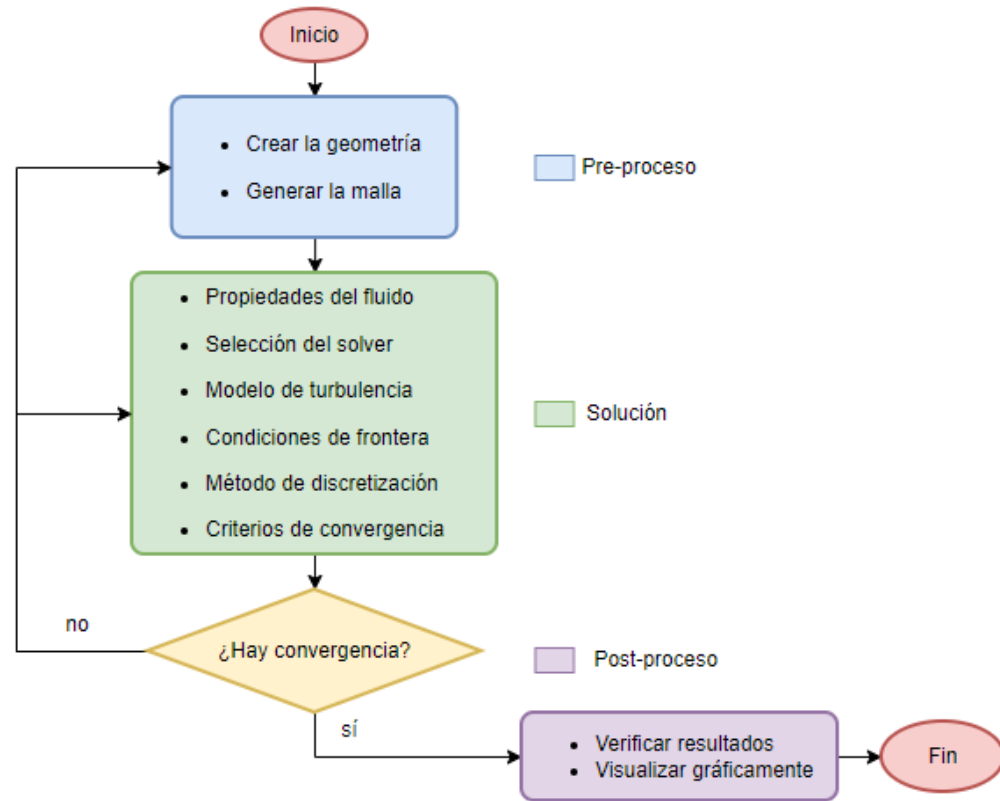 Inicio
• Crear la geometría
• Generar la malla
Pre-proceso
• Propiedades del fluido
• Selección del solver
• Modelo de turbulencia
• Condiciones de frontera
• Método de discretización
• Criterios de convergencia
Solución
no
¿Hay convergencia?
Post-proceso
sí
• Verificar resultados
• Visualizar gráficamente
Fin